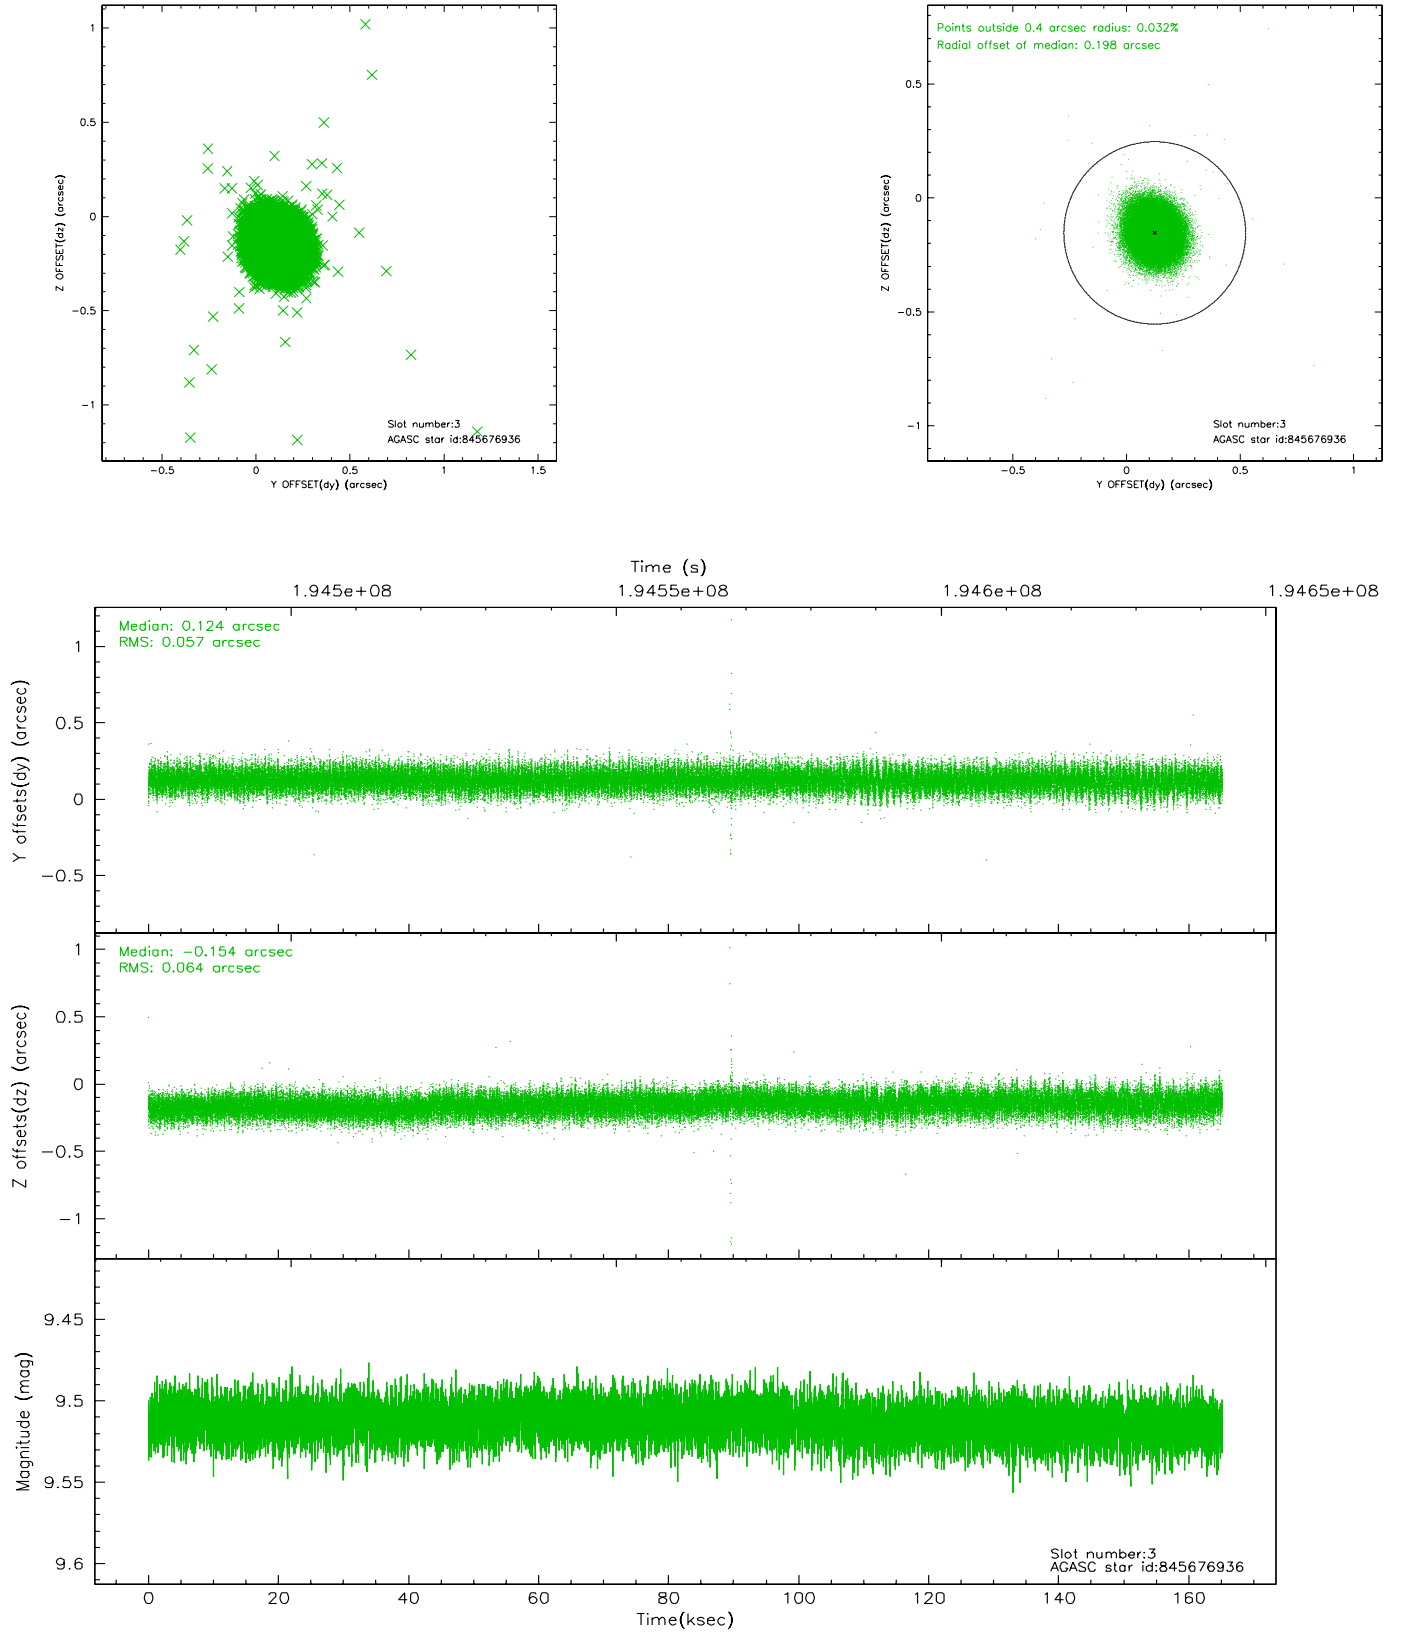 1
0.5
0
−0.5
−1
Z OFFSET(dz) (arcsec)
Slot number:3
AGASC star id:845676936
−0.5
0
0.5
1
1.5
Y OFFSET(dy) (arcsec)
Points outside 0.4 arcsec radius: 0.032%
Radial offset of median: 0.198 arcsec
0.5
0
−0.5
−1
Z OFFSET(dz) (arcsec)
Slot number:3
AGASC star id:845676936
−0.5
0
0.5
1
Y OFFSET(dy) (arcsec)
Time (s)
1.945e+08
1.9455e+08
1.946e+08
1.9465e+08
Median: 0.124 arcsec
RMS: 0.057 arcsec
1
0.5
0
−0.5
Y offsets(dy) (arcsec)
Median: −0.154 arcsec
RMS: 0.064 arcsec
1
0.5
0
−0.5
−1
Z offsets(dz) (arcsec)
9.45
9.5
9.55
9.6
Magnitude (mag)
Slot number:3
AGASC star id:845676936
0
20
40
60
80
100
120
140
160
Time(ksec)